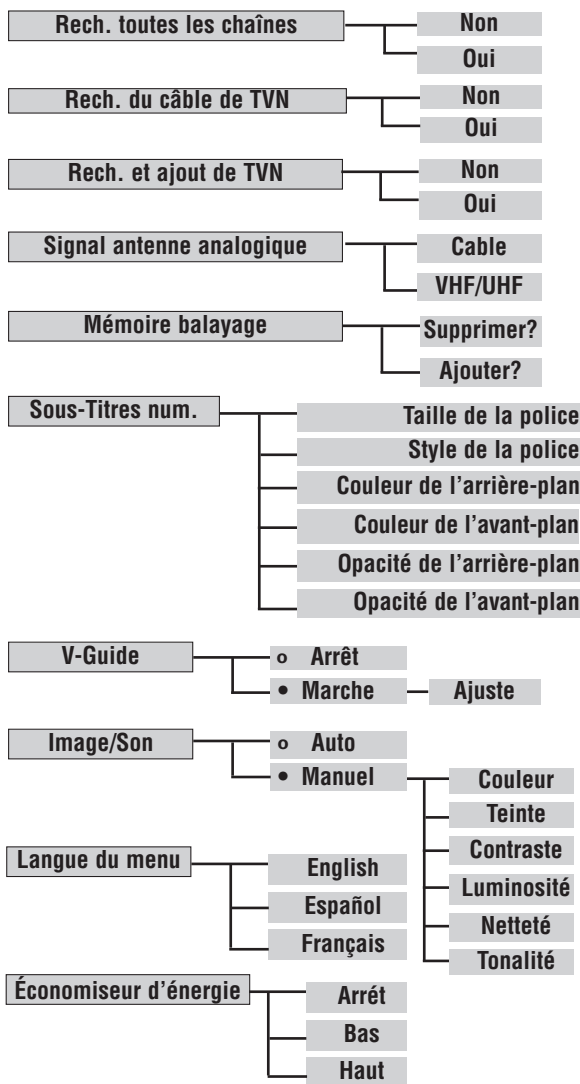 Rech. toutes les chaînes
Non
Oui
Rech. du câble de TVN
Non
Oui
Rech. et ajout de TVN
Non
Oui
Signal antenne analogique
Cable
VHF/UHF
Mémoire balayage
Supprimer?
Ajouter?
Sous-Titres num.
Taille de la police
Style de la police
Couleur de l'arrière-plan
Couleur de l'avant-plan
Opacité de l'arrière-plan
Opacité de l'avant-plan
V-Guide
o Arrêt
• Marche
Ajuste
Image/Son
o Auto
• Manuel
Couleur
Teinte
Contraste
Luminosité
Netteté
Tonalité
Langue du menu
English
Español
Français
Économiseur d'énergie
Arrét
Bas
Haut